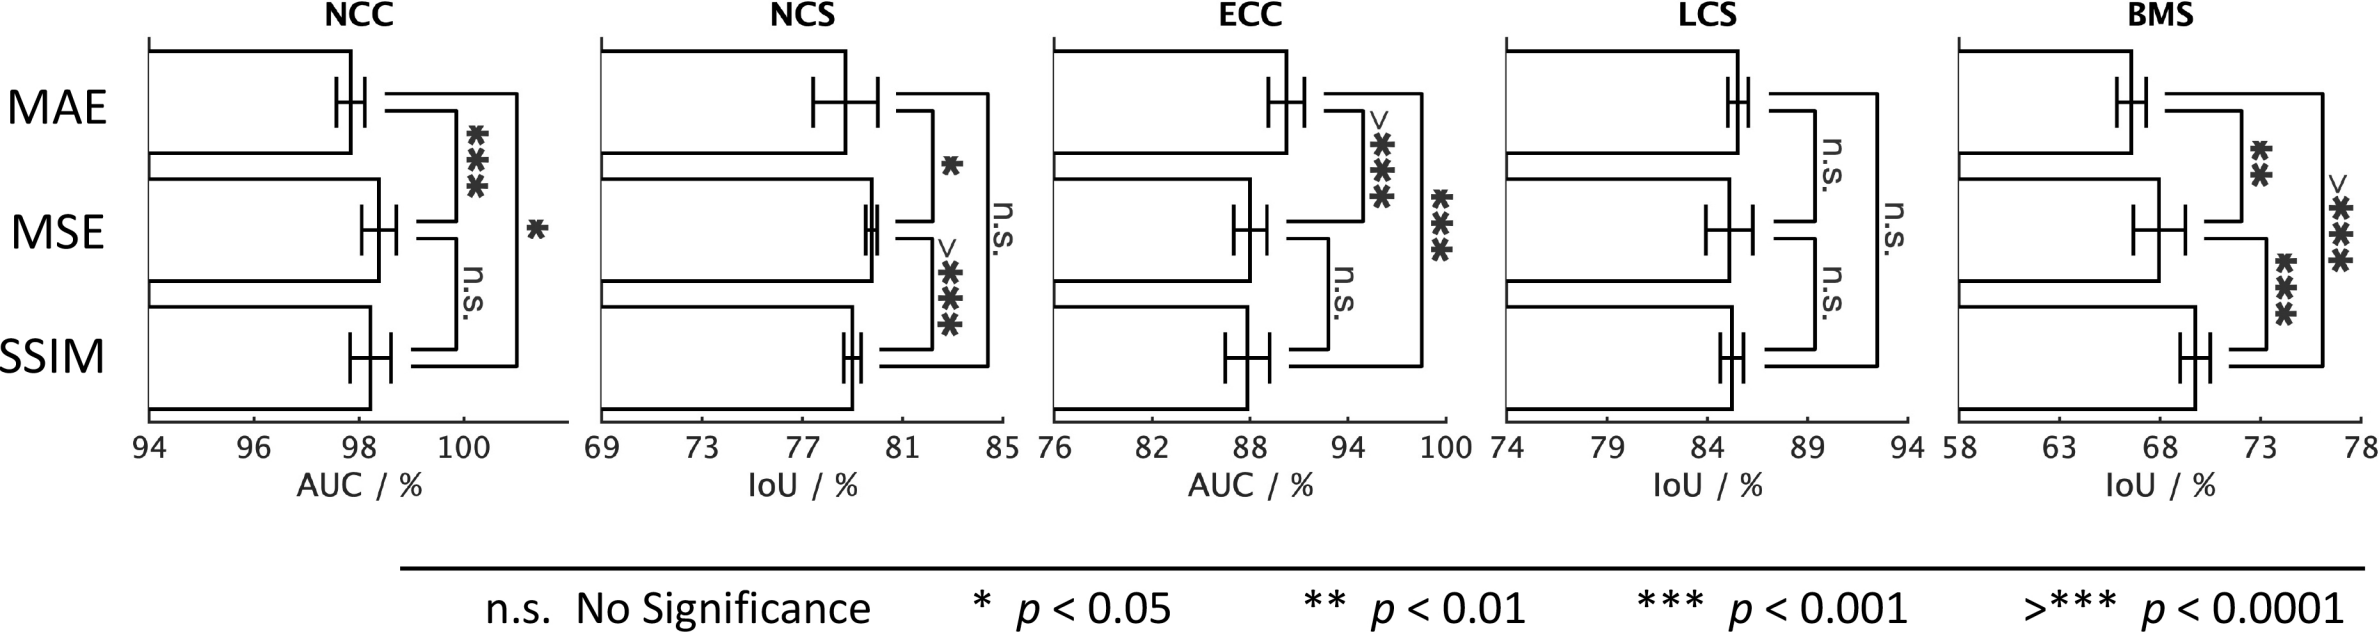 NCC NCS ECC LCS BMS
MAE
*** * * n.s. >*** *** n.s. n.s. ** >***
MSE
n.s. >*** n.s. n.s. ***
SSIM
94 96 98 100 69 73 77 81 85 76 82 88 94 100 74 79 84 89 94 58 63 68 73 78
AUC / % IoU / % AUC / % IoU / % IoU / %
n.s. No Significance * p < 0.05 ** p < 0.01 *** p < 0.001 >*** p < 0.0001